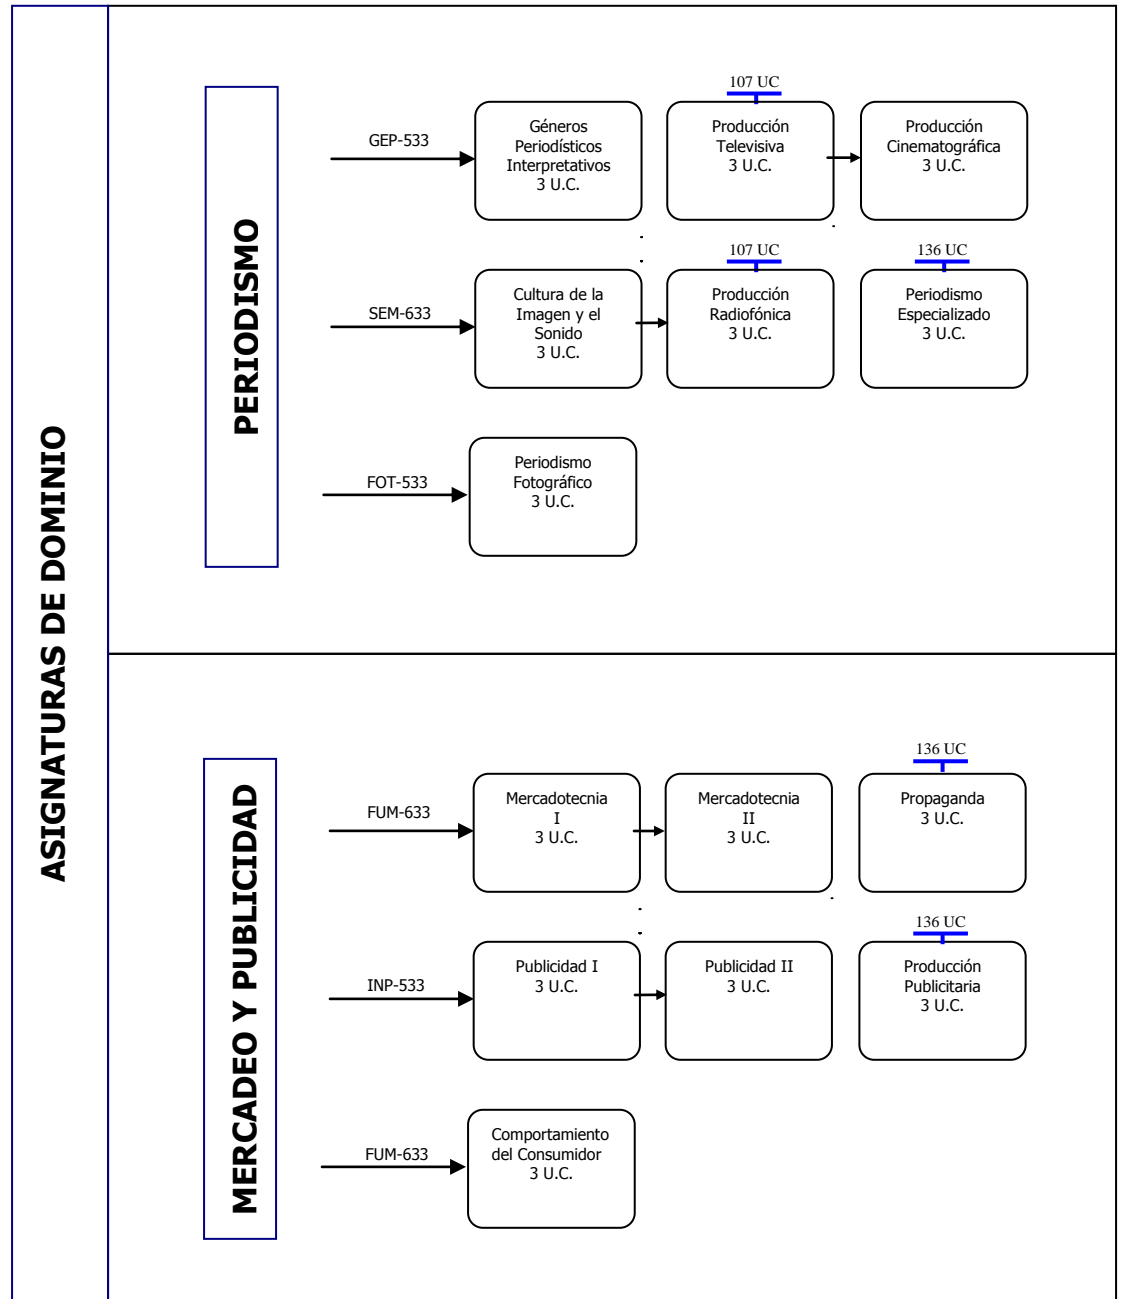 ASIGNATURAS DE DOMINIO
PERIODISMO
GEP-533
Géneros
Periodísticos
Interpretativos
3 U.C.
107 UC
Producción
Televisiva
3 U.C.
Producción
Cinematográfica
3 U.C.
SEM-633
Cultura de la
Imagen y el
Sonido
3 U.C.
107 UC
Producción
Radiofónica
3 U.C.
136 UC
Periodismo
Especializado
3 U.C.
FOT-533
Periodismo
Fotográfico
3 U.C.
MERCADEO Y PUBLICIDAD
FUM-633
Mercadotecnia
I
3 U.C.
Mercadotecnia
II
3 U.C.
136 UC
Propaganda
3 U.C.
INP-533
Publicidad I
3 U.C.
Publicidad II
3 U.C.
136 UC
Producción
Publicitaria
3 U.C.
FUM-633
Comportamiento
del Consumidor
3 U.C.